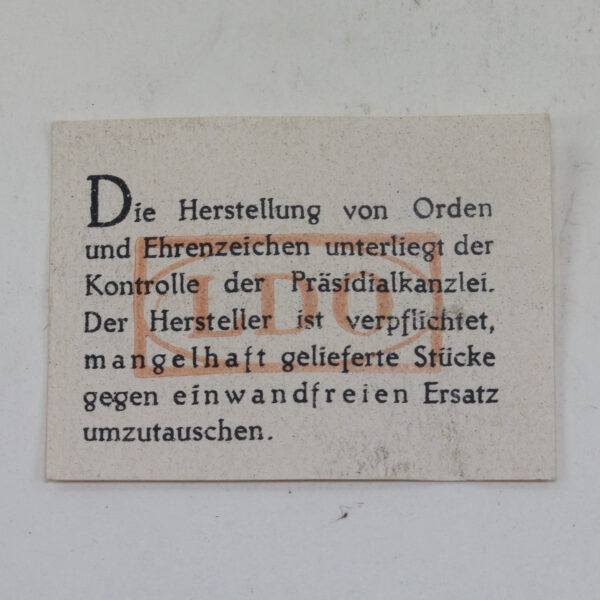 Die Herstellung von Orden
und Ehrenzeichen unterliegt der
Kontrolle der Präsidialkanzlei.
Der Hersteller ist verpflichtet,
mangelhaft gelieferte Stücke
gegen einwandfreien Ersatz
umzutauschen.
LDO